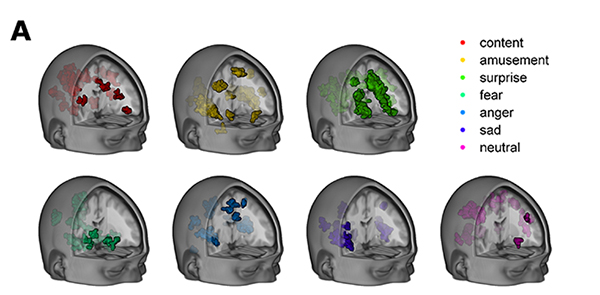 A
content
amusement
surprise
fear
anger
sad
neutral